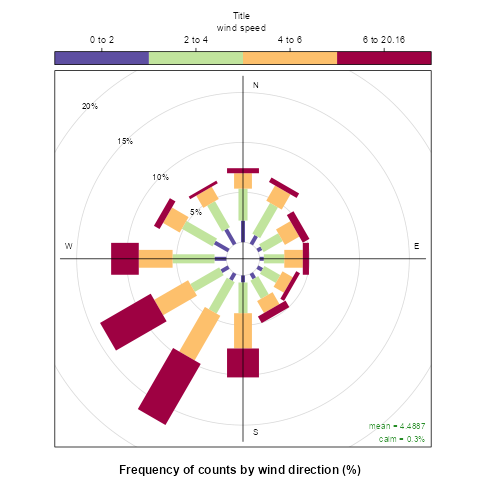 Title
wind speed
0 to 2 2 to 4 4 to 6 6 to 20.16
N
20%
15%
10%
5%
W E
S
mean = 4.4887
calm = 0.3%
Frequency of counts by wind direction (%)